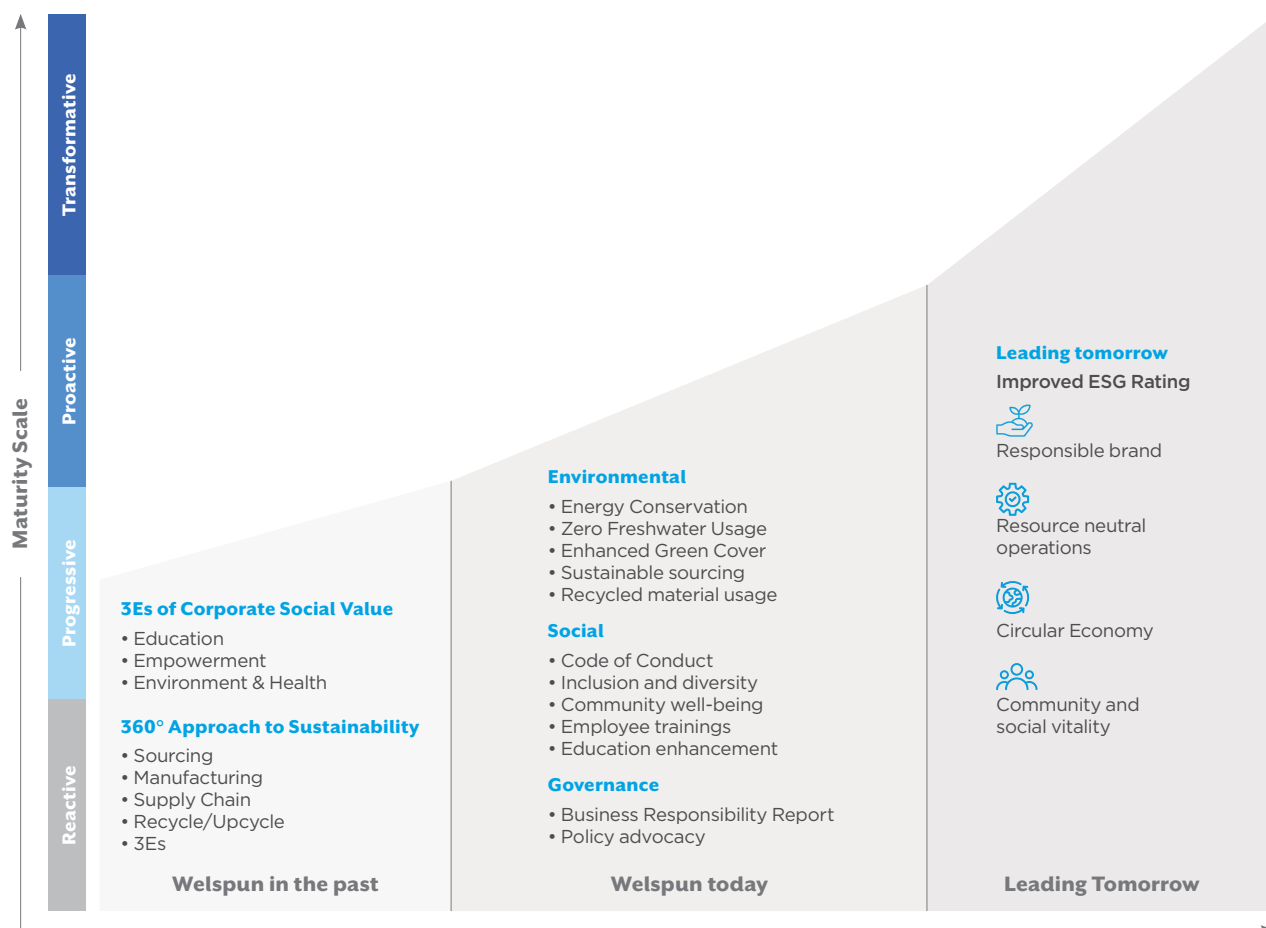 Maturity Scale
Transformative
Proactive
Progressive
Reactive
3Es of Corporate Social Value
• Education
• Empowerment
• Environment & Health
360° Approach to Sustainability
• Sourcing
• Manufacturing
• Supply Chain
• Recycle/Upcycle
• 3Es
Welspun in the past
Environmental
• Energy Conservation
• Zero Freshwater Usage
• Enhanced Green Cover
• Sustainable sourcing
• Recycled material usage
Social
• Code of Conduct
• Inclusion and diversity
• Community well-being
• Employee trainings
• Education enhancement
Governance
• Business Responsibility Report
• Policy advocacy
Welspun today
Leading tomorrow
Improved ESG Rating
Responsible brand
Resource neutral
operations
Circular Economy
Community and
social vitality
Leading Tomorrow